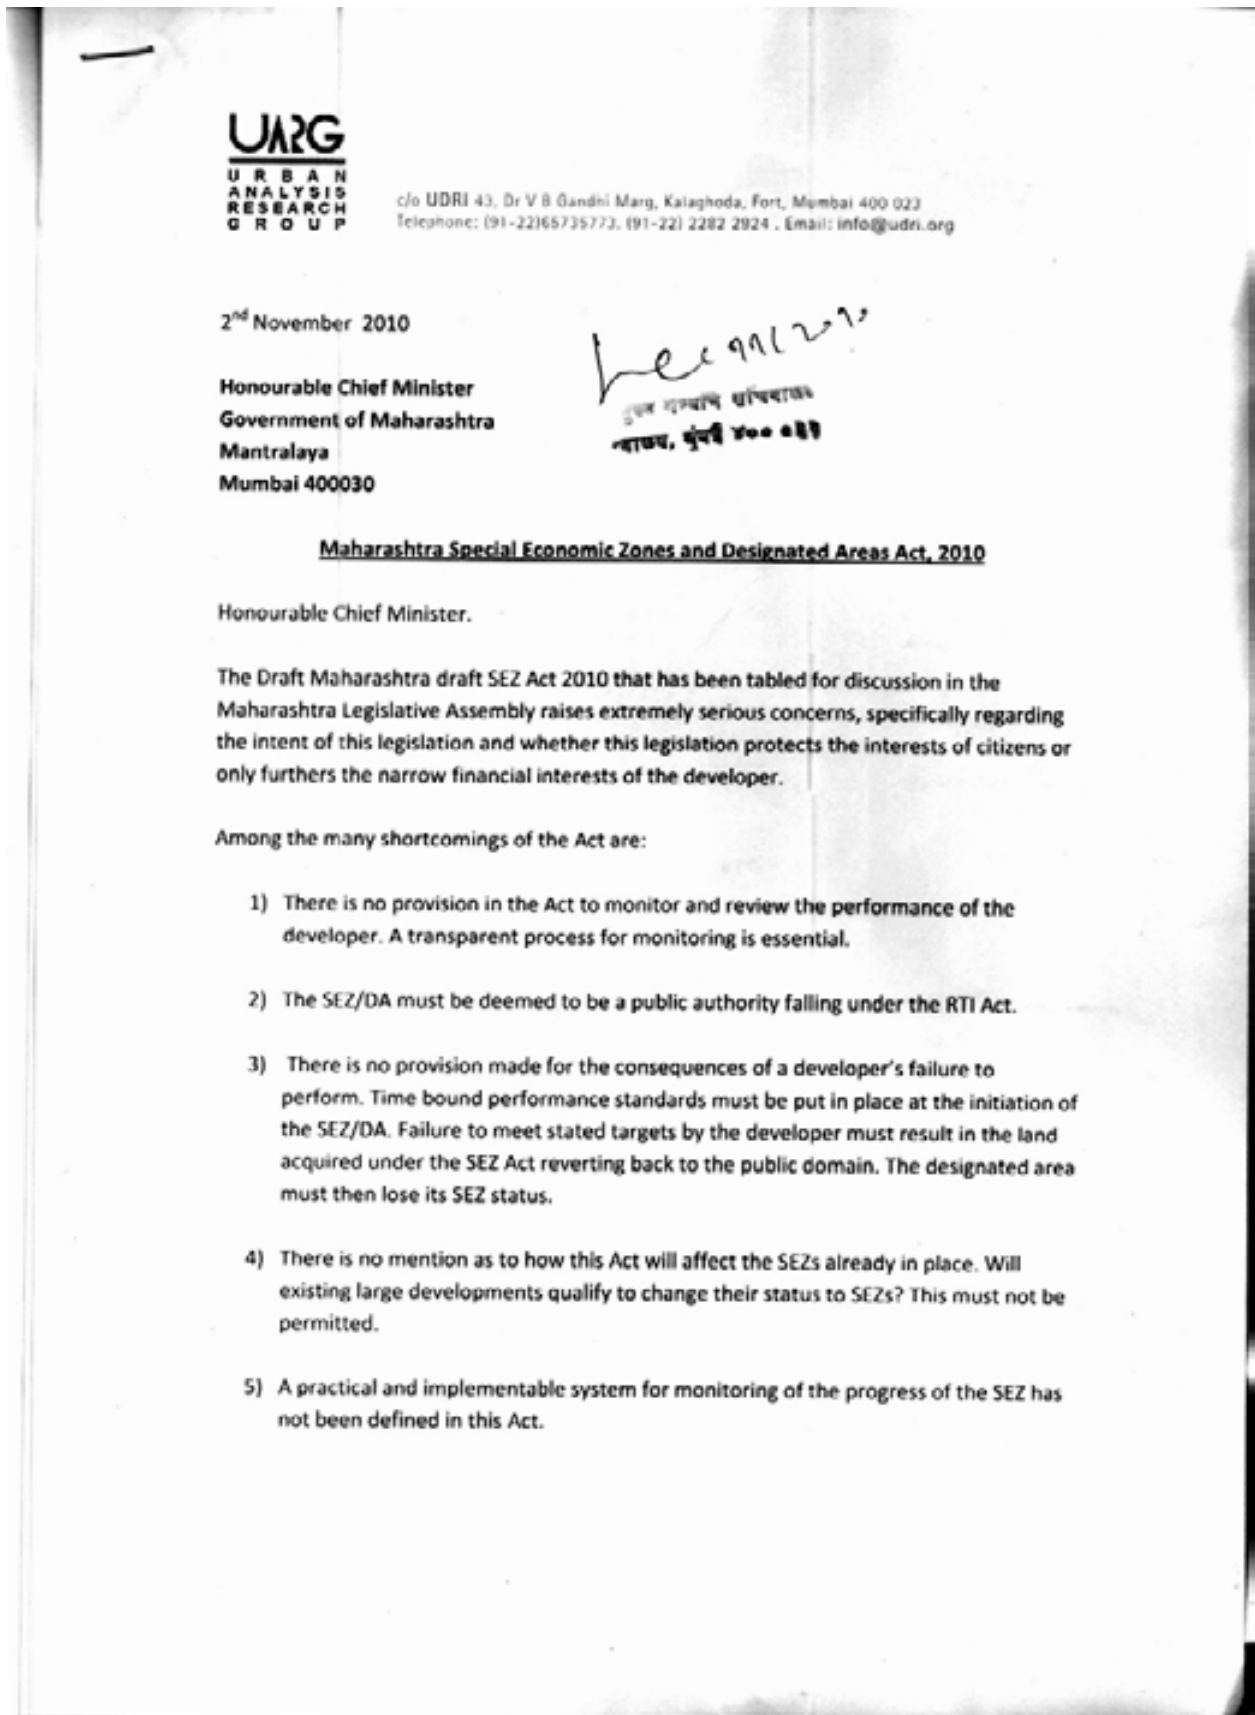 UARG
URBAN
ANALYSIS
RESEARCH
GROUP
c/o UDRI 43, Dr V B Gandhi Marg, Kalaghoda, Fort, Mumbai 400 023
Telephone: (91-22)65735773, (91-22) 2282 2924 . Email: info@udri.org
2nd November 2010
Honourable Chief Minister
Government of Maharashtra
Mantralaya
Mumbai 400030
मुंबई ४०० ०३२
Maharashtra Special Economic Zones and Designated Areas Act, 2010
Honourable Chief Minister.
The Draft Maharashtra draft SEZ Act 2010 that has been tabled for discussion in the
Maharashtra Legislative Assembly raises extremely serious concerns, specifically regarding
the intent of this legislation and whether this legislation protects the interests of citizens or
only furthers the narrow financial interests of the developer.
Among the many shortcomings of the Act are:
1) There is no provision in the Act to monitor and review the performance of the
developer. A transparent process for monitoring is essential.
2) The SEZ/DA must be deemed to be a public authority falling under the RTI Act.
3) There is no provision made for the consequences of a developer's failure to
perform. Time bound performance standards must be put in place at the initiation of
the SEZ/DA. Failure to meet stated targets by the developer must result in the land
acquired under the SEZ Act reverting back to the public domain. The designated area
must then lose its SEZ status.
4) There is no mention as to how this Act will affect the SEZs already in place. Will
existing large developments qualify to change their status to SEZs? This must not be
permitted.
5) A practical and implementable system for monitoring of the progress of the SEZ has
not been defined in this Act.